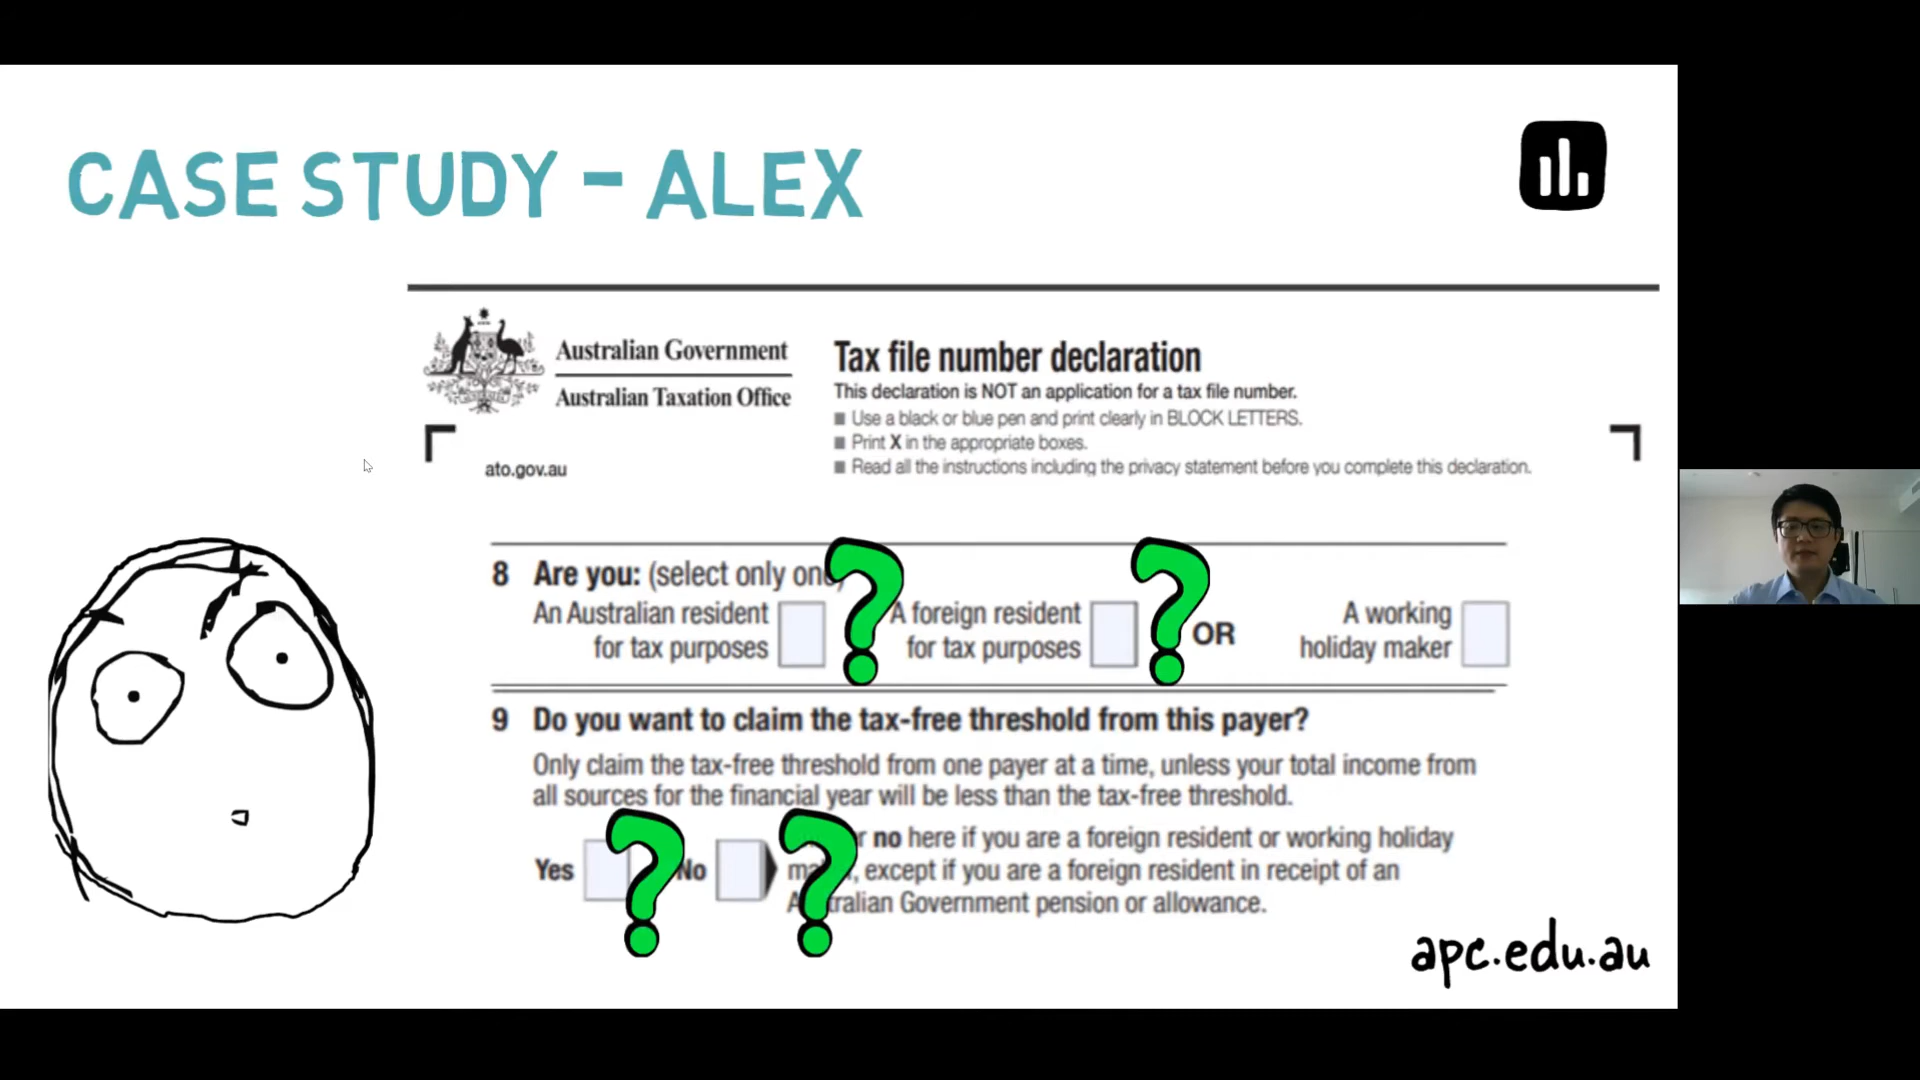 CASE STUDY - ALEX
Australian Government
Australian Taxation Office
ato.gov.au
Tax file number declaration
This declaration is NOT an application for a tax file number.
■ Use a black or blue pen and print clearly in BLOCK LETTERS.
■ Print X in the appropriate boxes.
■ Read all the instructions including the privacy statement before you complete this declaration.
8 Are you: (select only one)
An Australian resident
for tax purposes
A foreign resident
for tax purposes
OR
A working
holiday maker
? ?
9 Do you want to claim the tax-free threshold from this payer?
Only claim the tax-free threshold from one payer at a time, unless your total income from
all sources for the financial year will be less than the tax-free threshold.
Yes No
? ?
no here if you are a foreign resident or working holiday
, except if you are a foreign resident in receipt of an
Government pension or allowance.
apc.edu.au